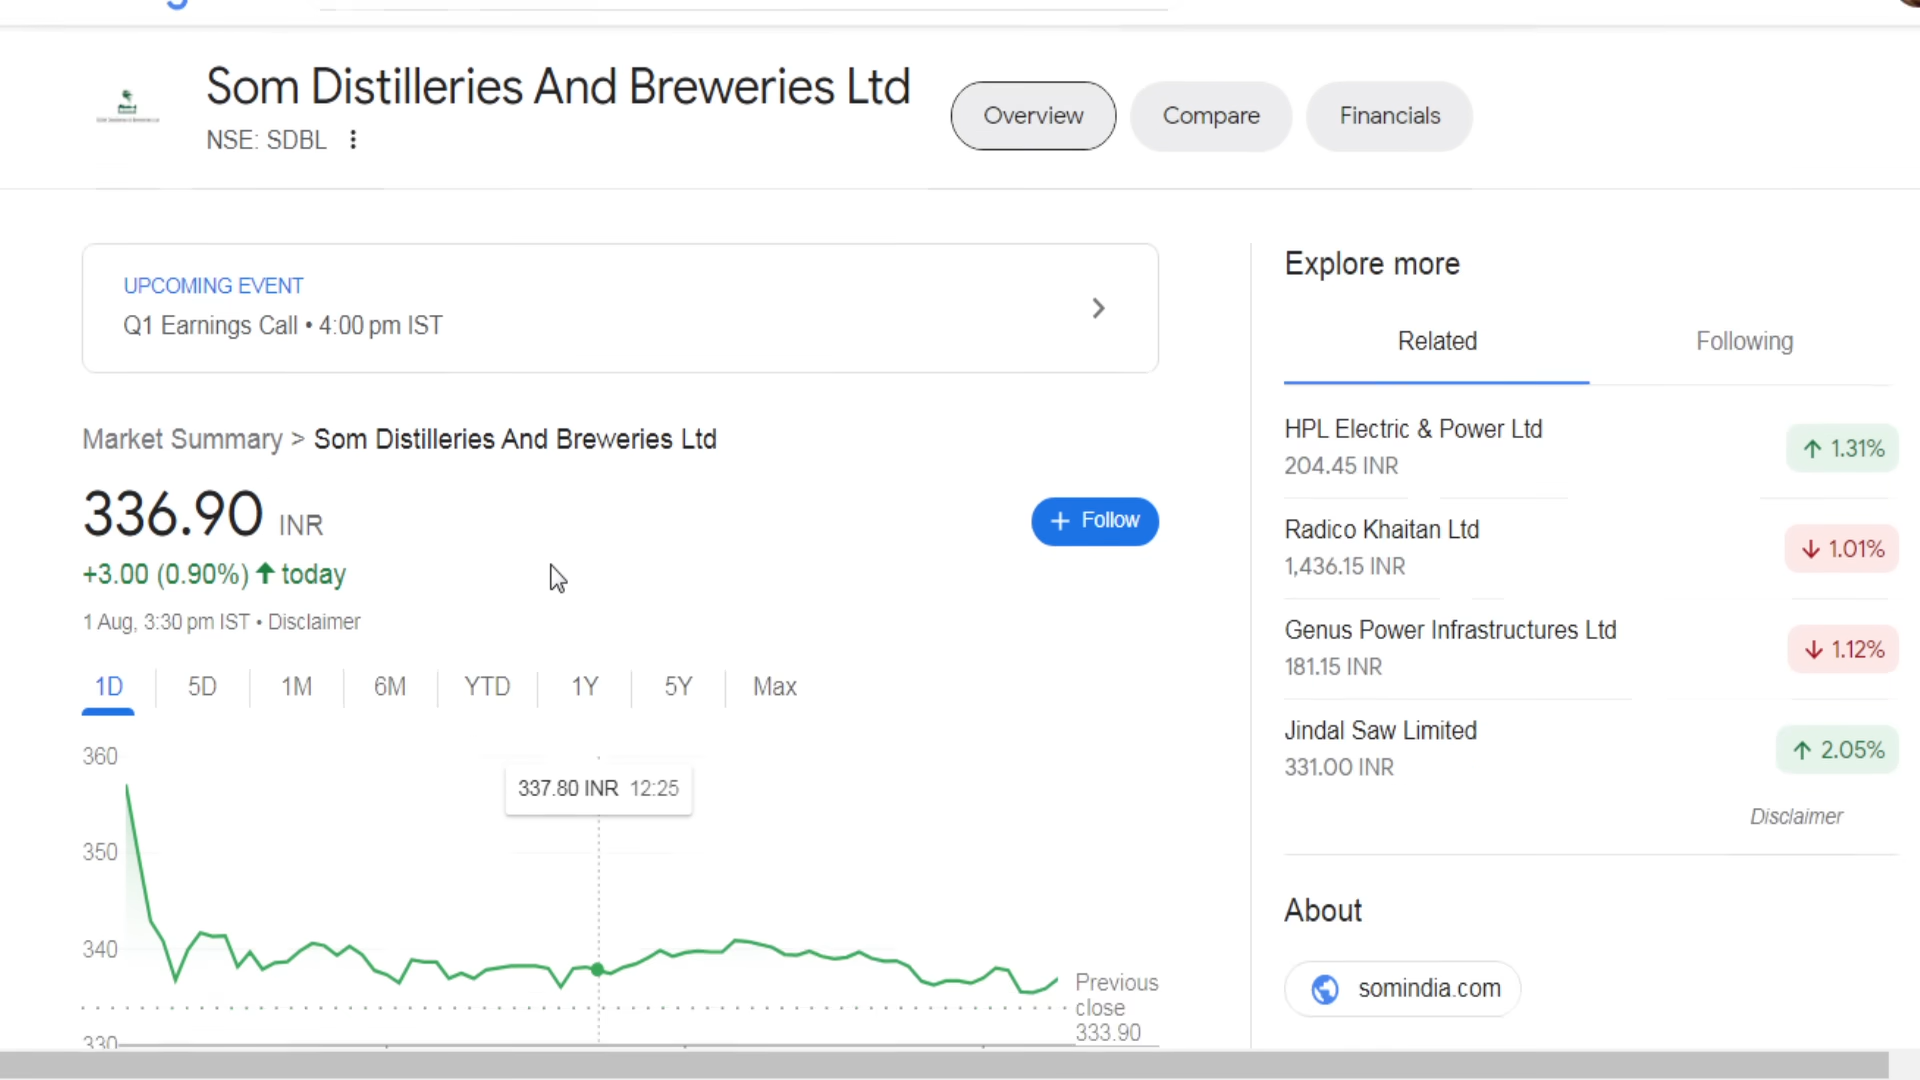 Som Distilleries And Breweries Ltd
NSE: SDBL
Overview
Compare
Financials
UPCOMING EVENT
Q1 Earnings Call • 4:00 pm IST
Market Summary > Som Distilleries And Breweries Ltd
336.90 INR
+ Follow
+3.00 (0.90%) ↑ today
1 Aug, 3:30 pm IST • Disclaimer
1D 5D 1M 6M YTD 1Y 5Y Max
360
337.80 INR 12:25
350
340
Previous
close
333.90
330
Explore more
Related
Following
HPL Electric & Power Ltd
204.45 INR
↑ 1.31%
Radico Khaitan Ltd
1,436.15 INR
↓ 1.01%
Genus Power Infrastructures Ltd
181.15 INR
↓ 1.12%
Jindal Saw Limited
331.00 INR
↑ 2.05%
Disclaimer
About
somindia.com